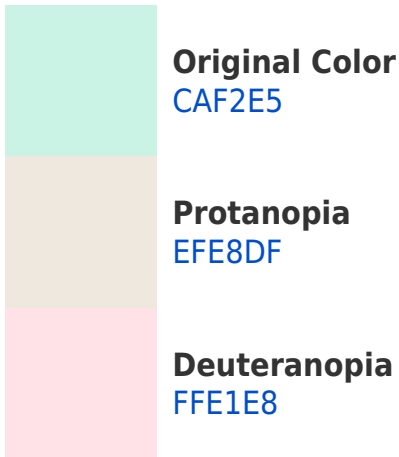 Original Color
CAF2E5
Protanopia
EFE8DF
Deuteranopia
FFE1E8